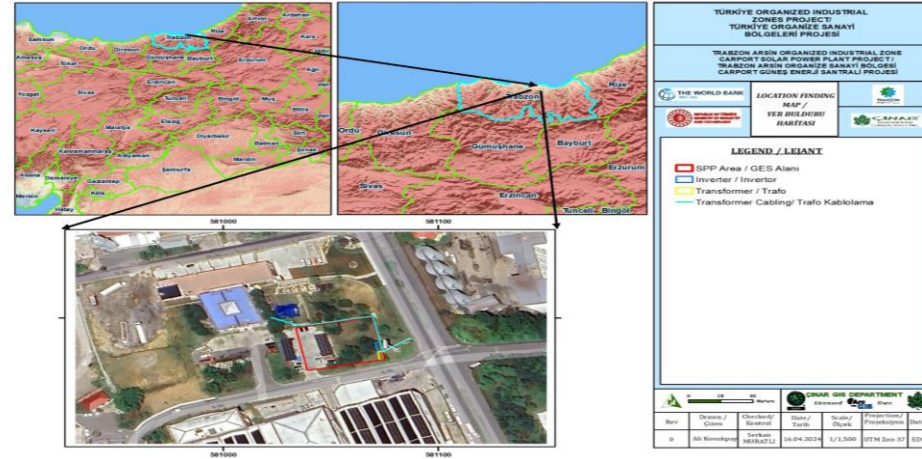 Samsun
Ordu
Giresun
Trabzon
Rize
Artvin
Ardahan
Kars
Amasya
Tokat
Gümüşhane
Bayburt
Erzurum
Ağrı
Yozgat
Sivas
Erzincan
Tunceli
Bingöl
Muş
Bitlis
Kayseri
Malatya
Elazığ
Diyarbakır
Batman
Siirt
Kahramanmaraş
Adıyaman
Mardin
Şırnak
Adana
Osmaniye
Gaziantep
Şanlıurfa
Mersin
Kilis
Hatay
Trabzon
Rize
Ordu
Giresun
Gümüşhane
Bayburt
Erzurum
Sivas
Erzincan
Tunceli
Bingöl
581000
581100
581000
581100
TÜRKİYE ORGANIZED INDUSTRIAL
ZONES PROJECT/
TÜRKİYE ORGANİZE SANAYİ
BÖLGELERİ PROJESİ
TRABZON ARSİN ORGANIZED INDUSTRIAL ZONE
CARPORT SOLAR POWER PLANT PROJECT /
TRABZON ARSİN ORGANİZE SANAYİ BÖLGESİ
CARPORT GÜNEŞ ENERJİ SANTRALİ PROJESİ
THE WORLD BANK
LOCATION FINDING
MAP /
YER BULDURU
HARİTASI
ÇINAR
LEGEND / LEJANT
SPP Area / GES Alanı
Inverter / Invertor
Transformer / Trafo
Transformer Cabling/ Trafo Kablolama
Meters
ÇINAR GIS DEPARTMENT
GIS
Rev
Drawn / Çizen
Checked/ Kontrol
Date/ Tarih
Scale/ Ölçek
Projection/ Projeksiyon
0
Ali
Serkan MURATLI
16.04.2024
1/1,500
UTM Zon 37